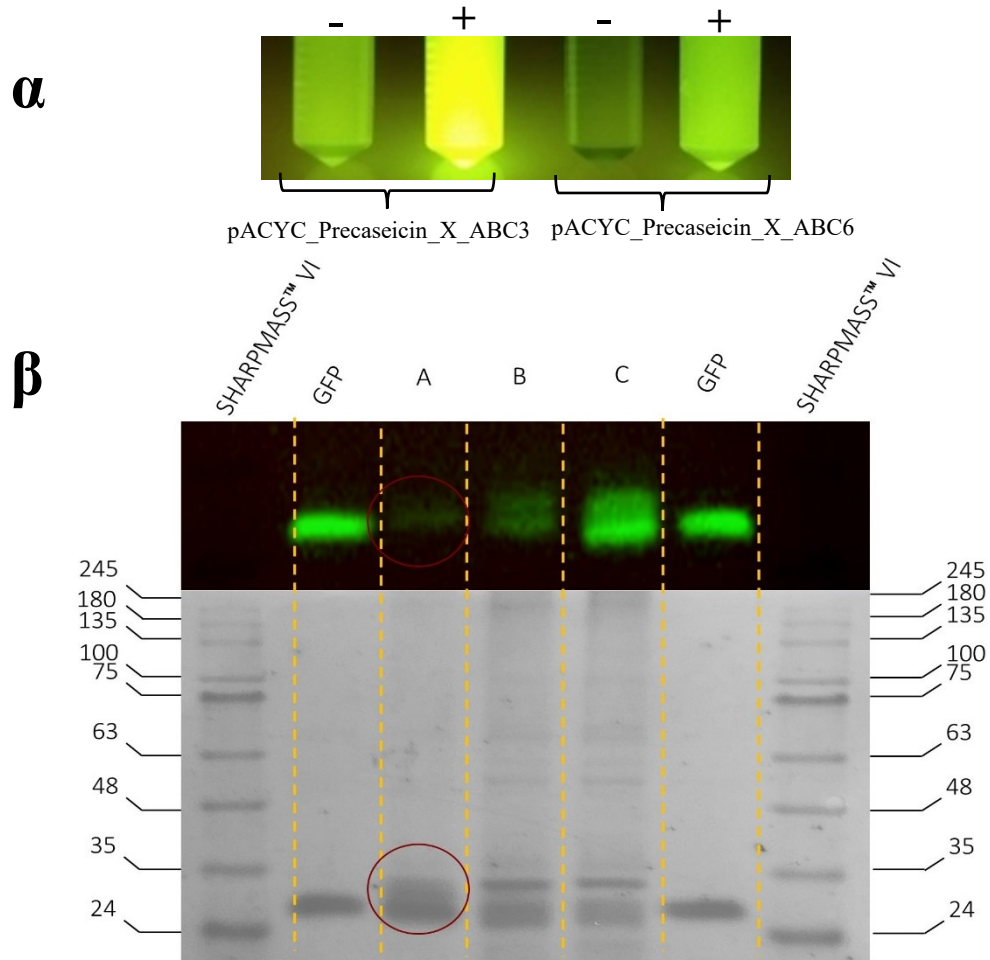 - + - +
α
pACYC_Precaseicin_X_ABC3 pACYC_Precaseicin_X_ABC6
β
SHARPMASS™ VI GFP A B C GFP SHARPMASS™ VI
245 245
180 180
135 135
100 100
75 75
63 63
48 48
35 35
24 24